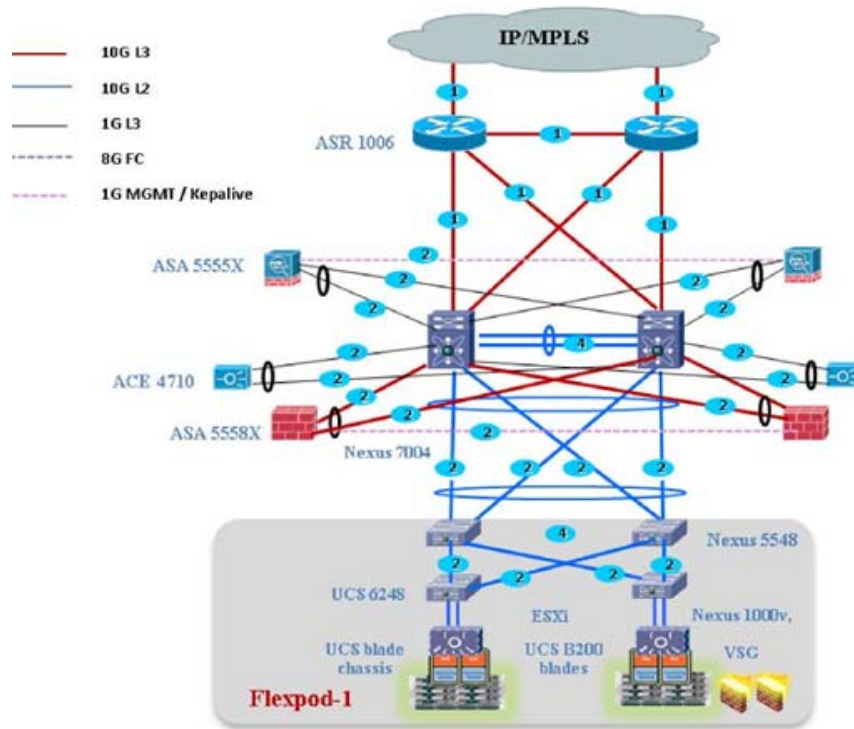 IP/MPLS
10G L3
10G L2
1G L3
8G FC
1G MGMT / Kepalive
1
1
ASR 1006
1
1
1
1
1
ASA 5555X
2
2
2
2
2
4
ACE 4710
2
2
2
2
ASA 5558X
2
2
2
2
Nexus 7004
2
2
2
2
4
Nexus 5548
2
2
2
2
UCS 6248
ESXi
Nexus 1000v,
UCS blade
chassis
UCS B200
blades
VSG
Flexpod-1